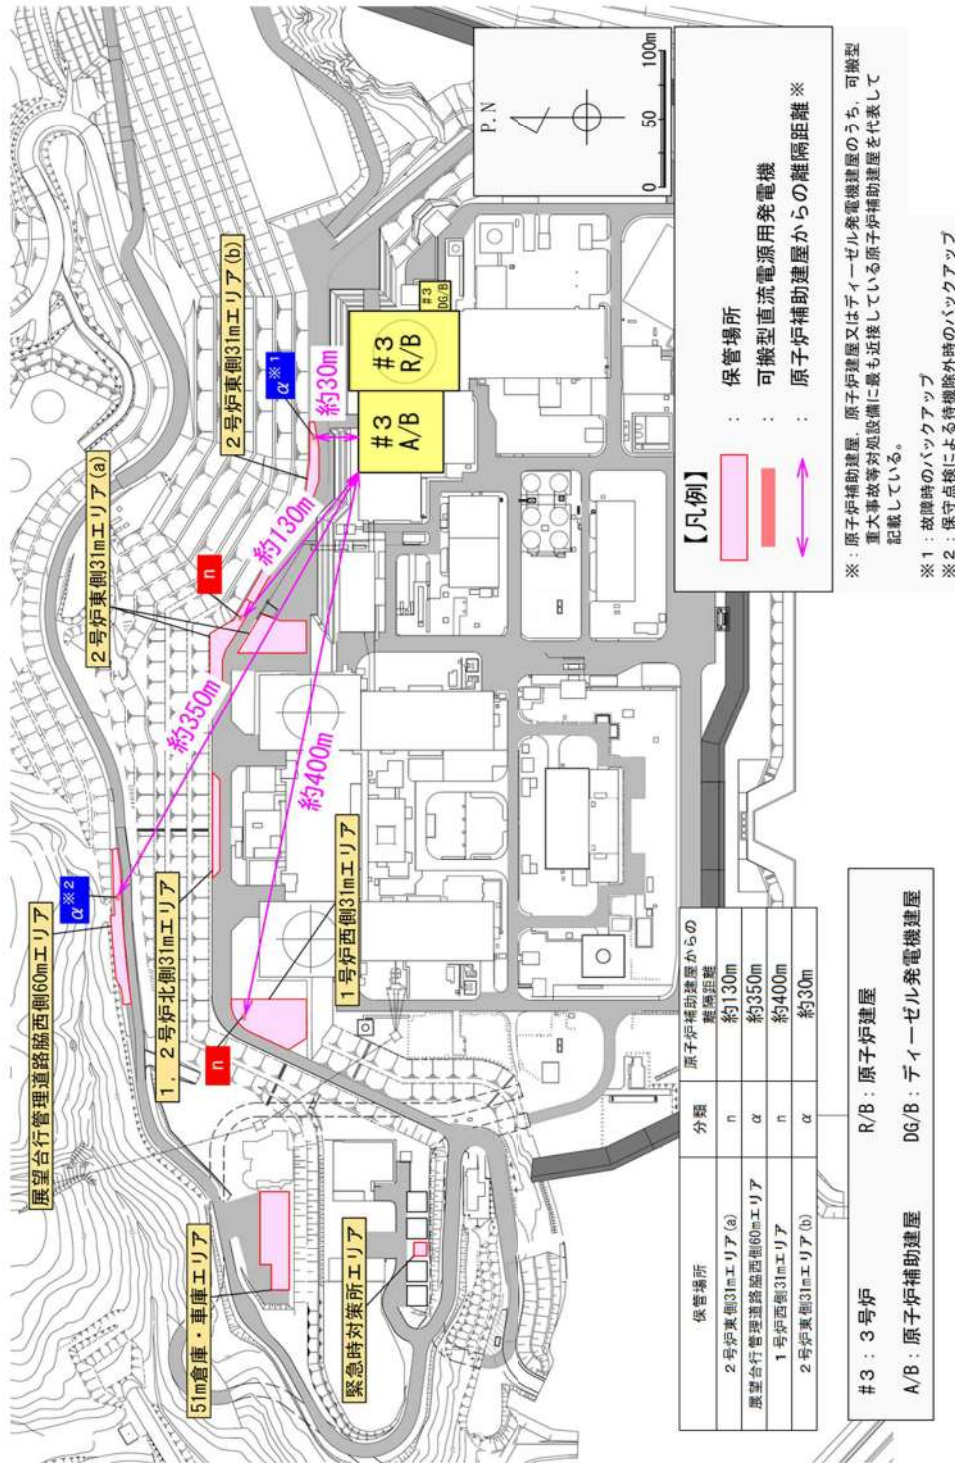 51m倉庫・車庫エリア
展望台行管理道路脇西側60mエリア
α※2
1，2号炉北側31mエリア
2号炉東側31mエリア(a)
2号炉東側31mエリア(b)
α※1
n
n
緊急時対策所エリア
1号炉西側31mエリア
約350m
約400m
約130m
約30m
#3
A/B
#3
R/B
#3
DG/B
P.N
0 50 100m
保管場所 分類 原子炉補助建屋からの
離隔距離
2号炉東側31mエリア(a) n 約130m
展望台行管理道路脇西側60mエリア α 約350m
1号炉西側31mエリア n 約400m
2号炉東側31mエリア(b) α 約30m
#3：3号炉 R/B：原子炉建屋
A/B：原子炉補助建屋 DG/B：ディーゼル発電機建屋
【凡例】
：保管場所
：可搬型直流電源用発電機
：原子炉補助建屋からの離隔距離※
※：原子炉補助建屋，原子炉建屋又はディーゼル発電機建屋のうち，可搬型
重大事故等対処設備に最も近接している原子炉補助建屋を代表して
記載している。
※1：故障時のバックアップ
※2：保守点検による待機除外時のバックアップ